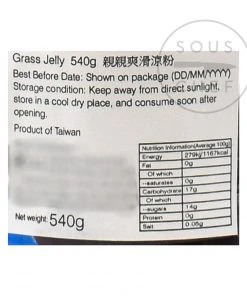 SOUS
CHEF
Grass Jelly 540g 親親爽滑涼粉
Best Before Date: Shown on package (DD/MM/YYYY)
Storage condition: Keep away from direct sunlight,
store in a cool dry place, and consume soon after
opening.
Product of Taiwan
Nutrition Information(Average 100g)
Energy
Fat 0g
Of which
--saturates 0g
Carbohydrate 17g
Of which
--sugars 14g
Protein 0g
Salt 0.05g
Net weight: 540g